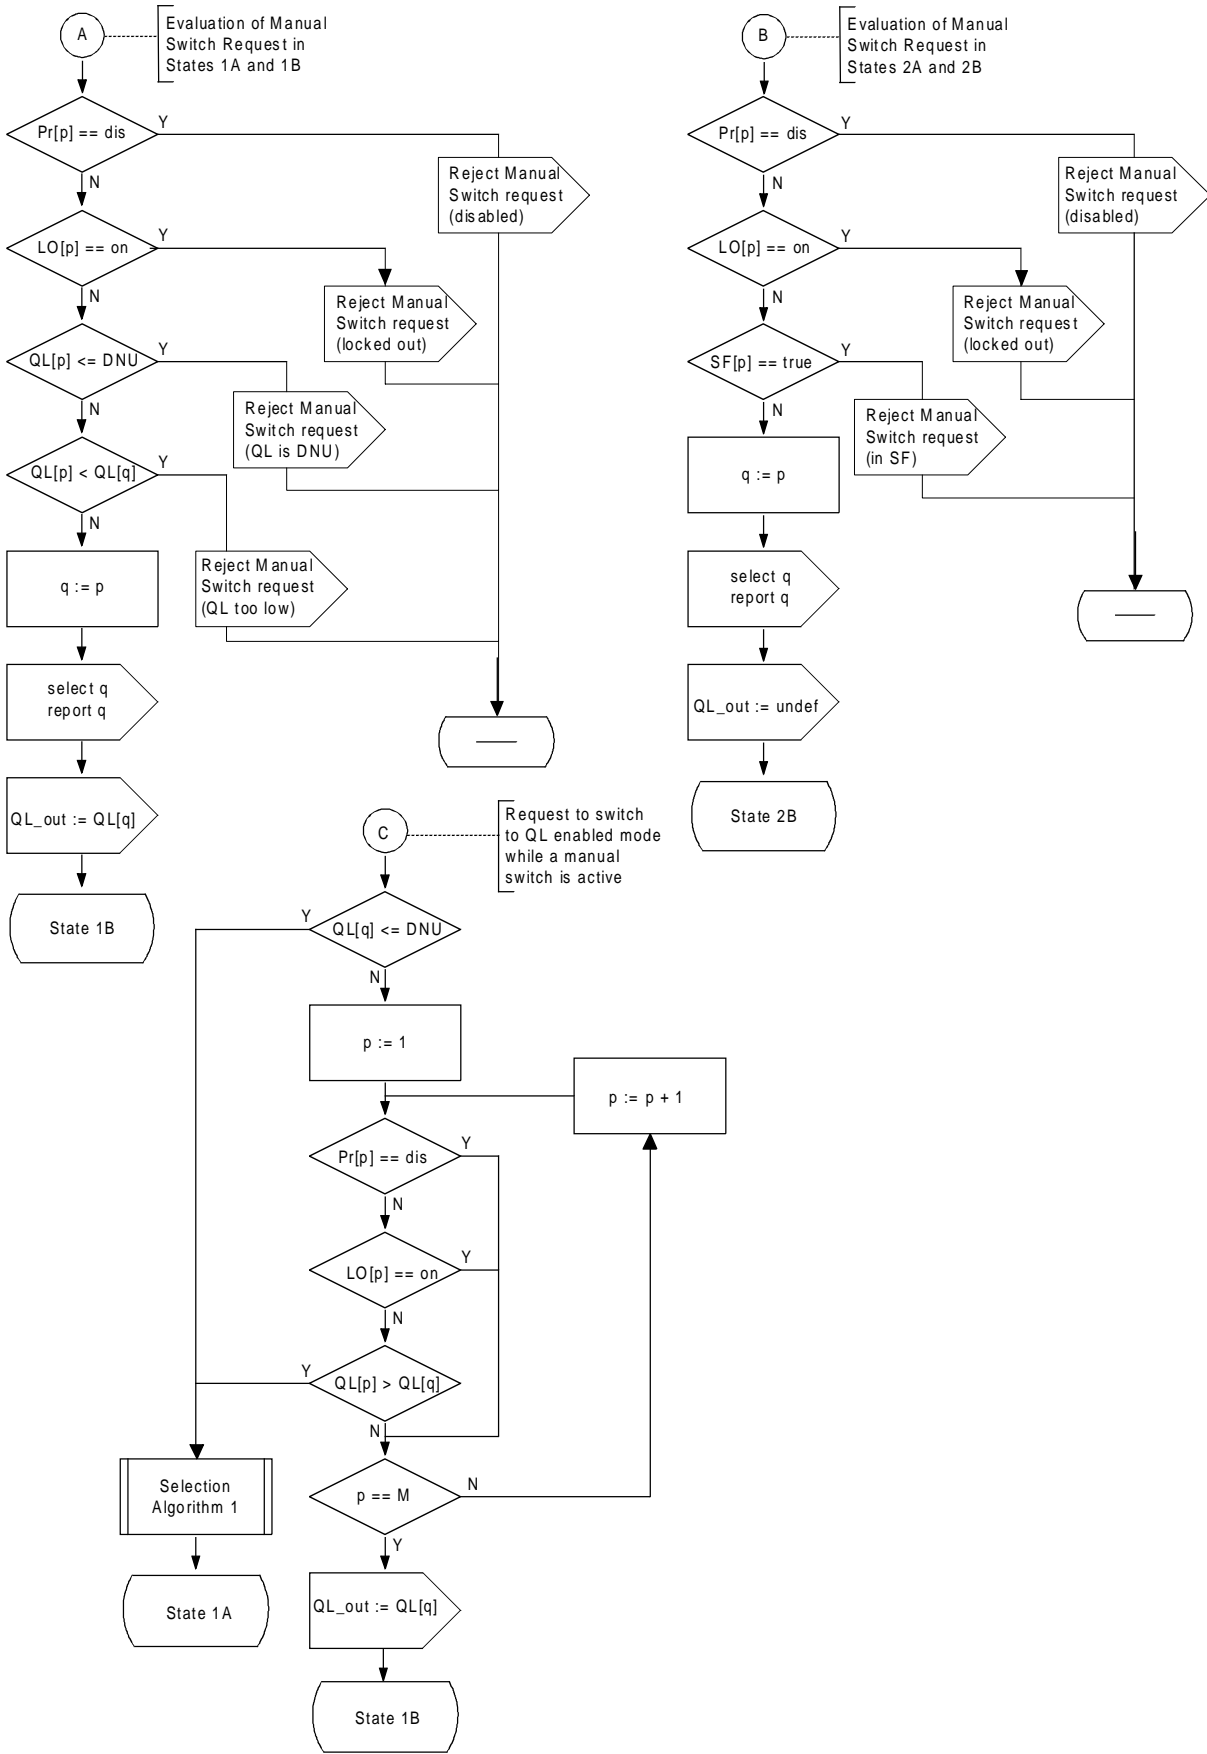 A
Evaluation of Manual
Switch Request in
States 1A and 1B
Pr[p] == dis
Y
N
Reject Manual
Switch request
(disabled)
LO[p] == on
Y
N
Reject Manual
Switch request
(locked out)
QL[p] <= DNU
Y
N
Reject Manual
Switch request
(QL is DNU)
QL[p] < QL[q]
Y
N
Reject Manual
Switch request
(QL too low)
q := p
select q
report q
QL_out := QL[q]
State 1B
B
Evaluation of Manual
Switch Request in
States 2A and 2B
Pr[p] == dis
Y
N
Reject Manual
Switch request
(disabled)
LO[p] == on
Y
N
Reject Manual
Switch request
(locked out)
SF[p] == true
Y
N
Reject Manual
Switch request
(in SF)
q := p
select q
report q
QL_out := undef
State 2B
C
Request to switch
to QL enabled mode
while a manual
switch is active
QL[q] <= DNU
Y
N
p := 1
p := p + 1
Pr[p] == dis
Y
N
LO[p] == on
Y
N
QL[p] > QL[q]
Y
N
p == M
N
Y
Selection
Algorithm 1
State 1A
QL_out := QL[q]
State 1B